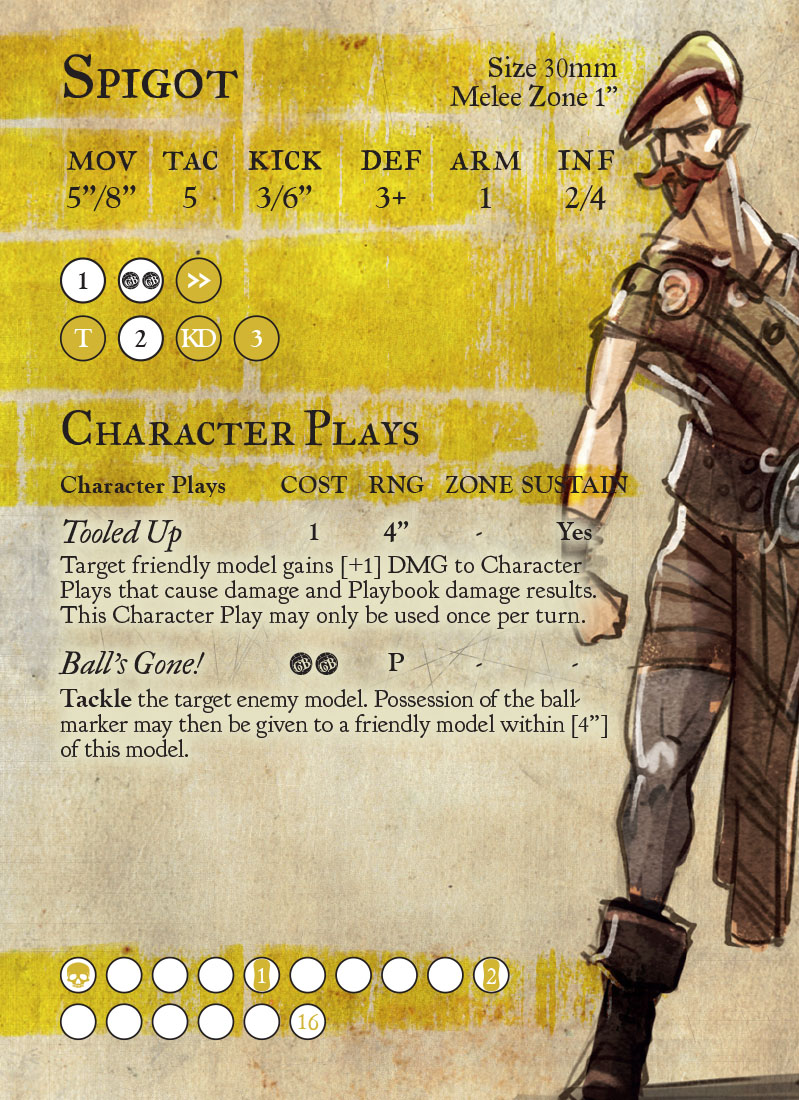 Spigot
Size 30mm
Melee Zone 1”
MOV TAC KICK DEF ARM INF
5”/8” 5 3/6” 3+ 1 2/4
1 GB GB >>
T 2 KD 3
Character Plays
Character Plays COST RNG ZONE SUSTAIN
Tooled Up 1 4” - Yes
Target friendly model gains [+1] DMG to Character
Plays that cause damage and Playbook damage results.
This Character Play may only be used once per turn.
Ball’s Gone! GB GB P - -
Tackle the target enemy model. Possession of the ball-
marker may then be given to a friendly model within [4”]
of this model.
1 2
16